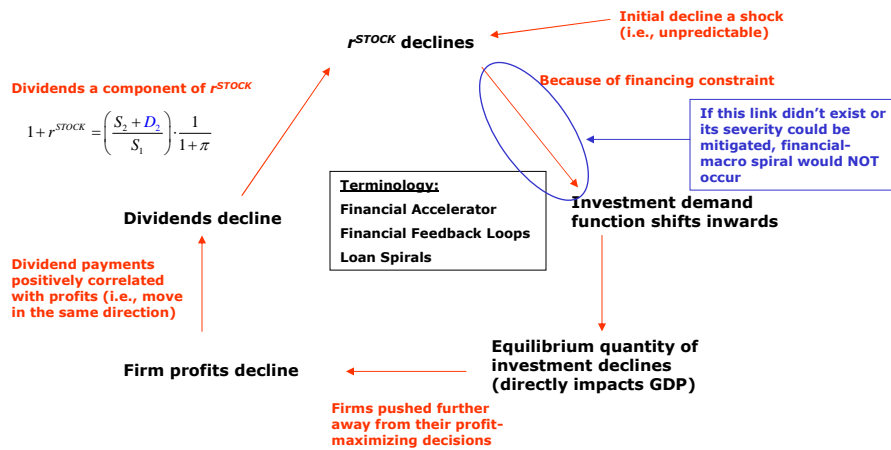 Initial decline a shock
(i.e., unpredictable)
r^STOCK declines
Because of financing constraint
Dividends a component of r^STOCK
1 + r^STOCK = ((S_2 + D_2) / S_1) · 1 / (1 + π)
If this link didn't exist or
its severity could be
mitigated, financial-
macro spiral would NOT
occur
Terminology:
Financial Accelerator
Financial Feedback Loops
Loan Spirals
Dividends decline
Investment demand
function shifts inwards
Dividend payments
positively correlated
with profits (i.e., move
in the same direction)
Firm profits decline
Equilibrium quantity of
investment declines
(directly impacts GDP)
Firms pushed further
away from their profit-
maximizing decisions